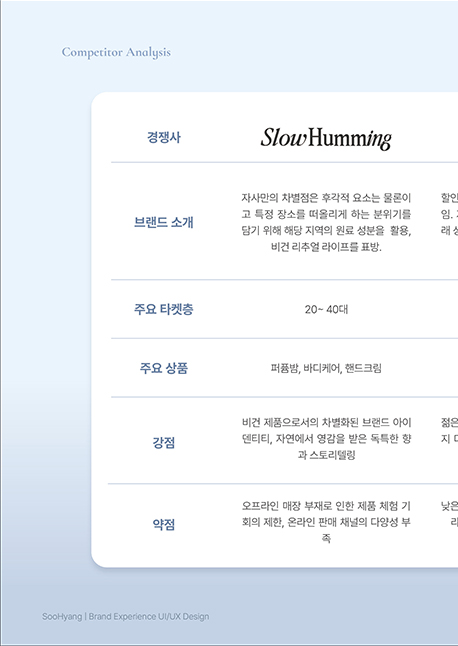 Competitor Analysis
경쟁사
SlowHumming
브랜드 소개
자사만의 차별점은 후각적 요소는 물론이
고 특정 장소를 떠올리게 하는 분위기를
담기 위해 해당 지역의 원료 성분을 활용,
비건 리추얼 라이프를 표방.
할인
임.
래 성
주요 타켓층
20~ 40대
주요 상품
퍼퓸밤, 바디케어, 핸드크림
강점
비건 제품으로서의 차별화된 브랜드 아이
덴티티, 자연에서 영감을 받은 독특한 향
과 스토리텔링
젊은
지 
약점
오프라인 매장 부재로 인한 제품 체험 기
회의 제한, 온라인 판매 채널의 다양성 부
족
낮은
SooHyang | Brand Experience UI/UX Design